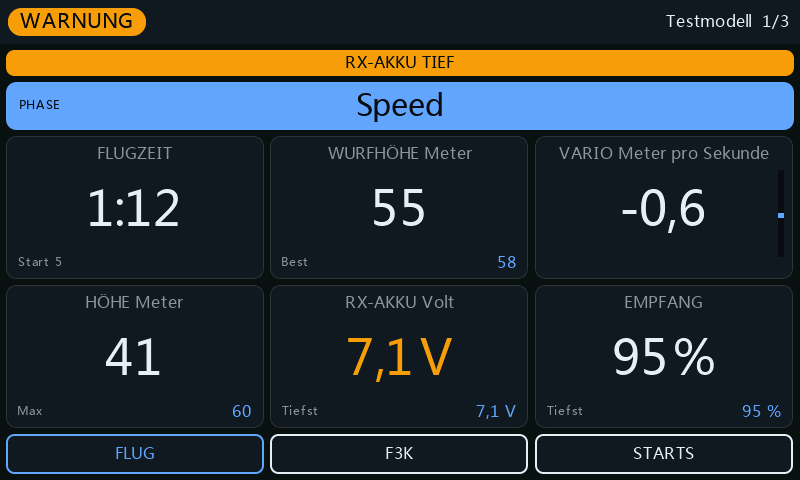 WARNUNG
Testmodell 1/3
RX-AKKU TIEF
PHASE
Speed
FLUGZEIT
1:12
Start 5
WURFHÖHE Meter
55
Best 58
VARIO Meter pro Sekunde
-0,6
HÖHE Meter
41
Max 60
RX-AKKU Volt
7,1 V
Tiefst 7,1 V
EMPFANG
95 %
Tiefst 95 %
FLUG
F3K
STARTS